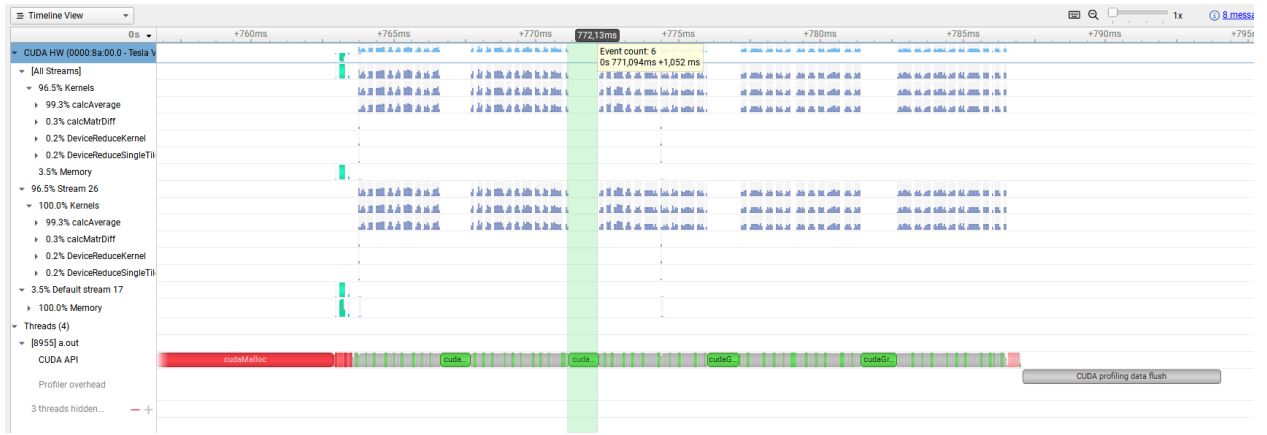 Timeline View
1x
8 messa
0s
+760ms
+765ms
+770ms
772,13ms
+775ms
+780ms
+785ms
+790ms
+795
CUDA HW (0000:8a:00.0 - Tesla V
Event count: 6
0s 771,094ms +1,052 ms
[All Streams]
96.5% Kernels
99.3% calcAverage
0.3% calcMatrDiff
0.2% DeviceReduceKernel
0.2% DeviceReduceSingleTil
3.5% Memory
96.5% Stream 26
100.0% Kernels
99.3% calcAverage
0.3% calcMatrDiff
0.2% DeviceReduceKernel
0.2% DeviceReduceSingleTil
3.5% Default stream 17
100.0% Memory
Threads (4)
[8955] a.out
CUDA API
cudaMalloc
cuda...
cuda...
cudaG...
cudaGr...
Profiler overhead
CUDA profiling data flush
3 threads hidden...